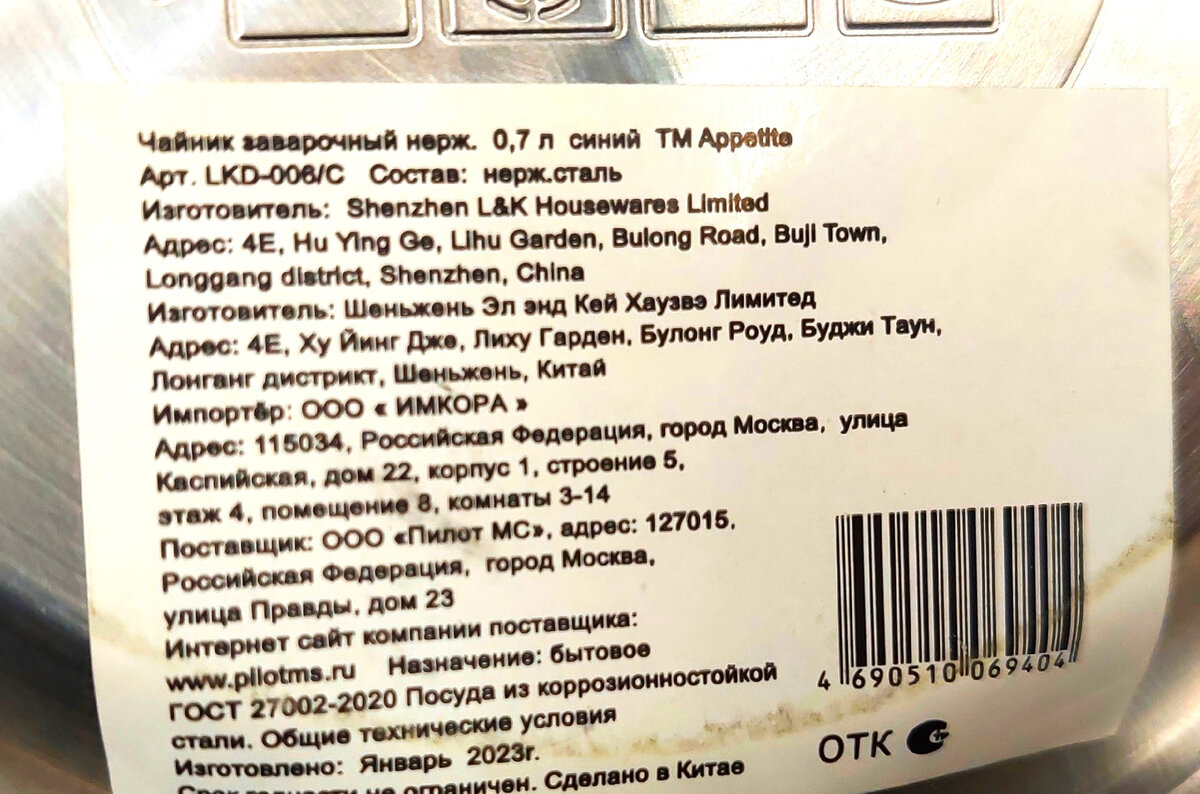 Чайник заварочный нерж. 0,7 л синий ТМ Appetite
Арт. LKD-006/C Состав: нерж.сталь
Изготовитель: Shenzhen L&K Housewares Limited
Адрес: 4E, Hu Ying Ge, Lihu Garden, Bulong Road, Buji Town,
Longgang district, Shenzhen, China
Изготовитель: Шеньжень Эл энд Кей Хаузвэ Лимитед
Адрес: 4Е, Ху Йинг Дже, Лиху Гарден, Булонг Роуд, Буджи Таун,
Лонганг дистрикт, Шеньжень, Китай
Импортёр: ООО « ИМКОРА »
Адрес: 115034, Российская Федерация, город Москва, улица
Каспийская, дом 22, корпус 1, строение 5,
этаж 4, помещение 8, комнаты 3-14
Поставщик: ООО «Пилот МС», адрес: 127015,
Российская Федерация, город Москва,
улица Правды, дом 23
Интернет сайт компании поставщика:
www.pilotms.ru Назначение: бытовое
ГОСТ 27002-2020 Посуда из коррозионностойкой
стали. Общие технические условия
Изготовлено: Январь 2023г.
Срок годности не ограничен. Сделано в Китае
4 690510 069404
ОТК